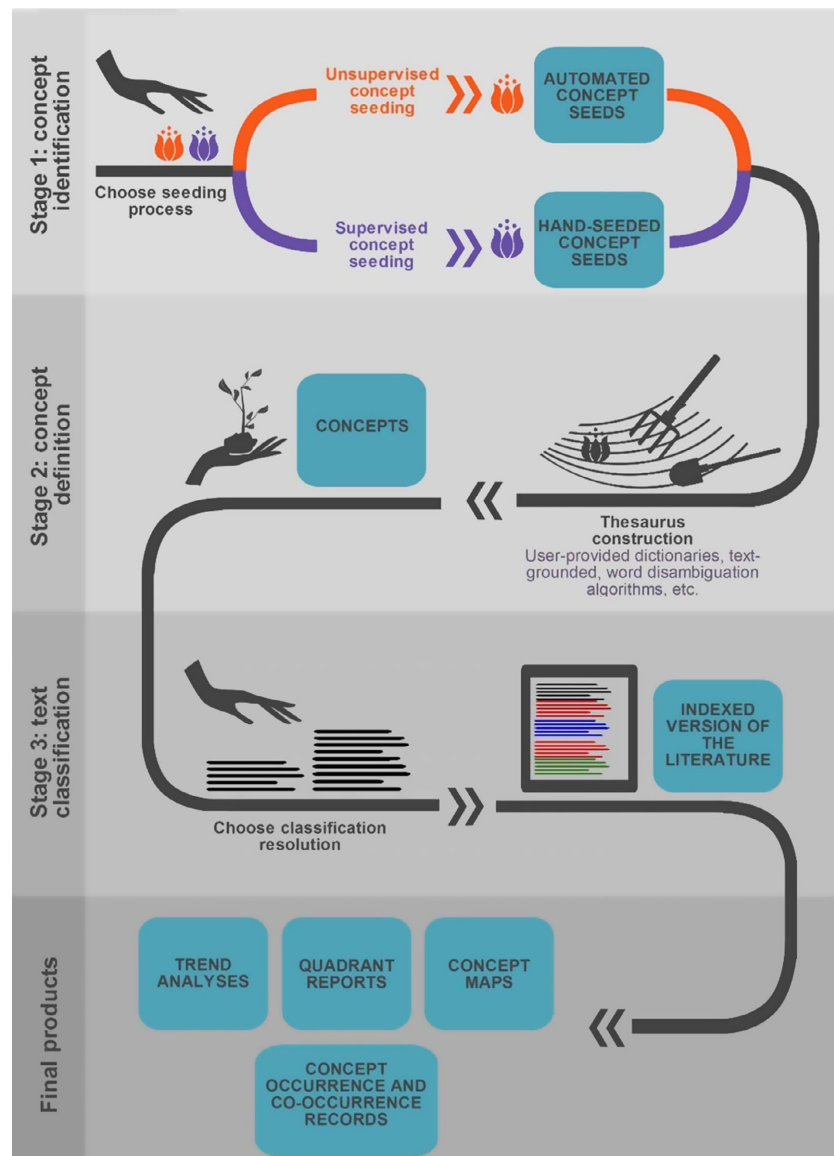 Stage 1: concept
identification
Choose seeding
process
Unsupervised
concept
seeding
AUTOMATED
CONCEPT
SEEDS
Supervised
concept
seeding
HAND-SEEDED
CONCEPT
SEEDS
Stage 2: concept
definition
CONCEPTS
Thesaurus
construction
User-provided dictionaries, text-
grounded, word disambiguation
algorithms, etc.
Stage 3: text
classification
Choose classification
resolution
INDEXED
VERSION OF
THE
LITERATURE
Final products
TREND
ANALYSES
QUADRANT
REPORTS
CONCEPT
MAPS
CONCEPT
OCCURRENCE AND
CO-OCCURRENCE
RECORDS